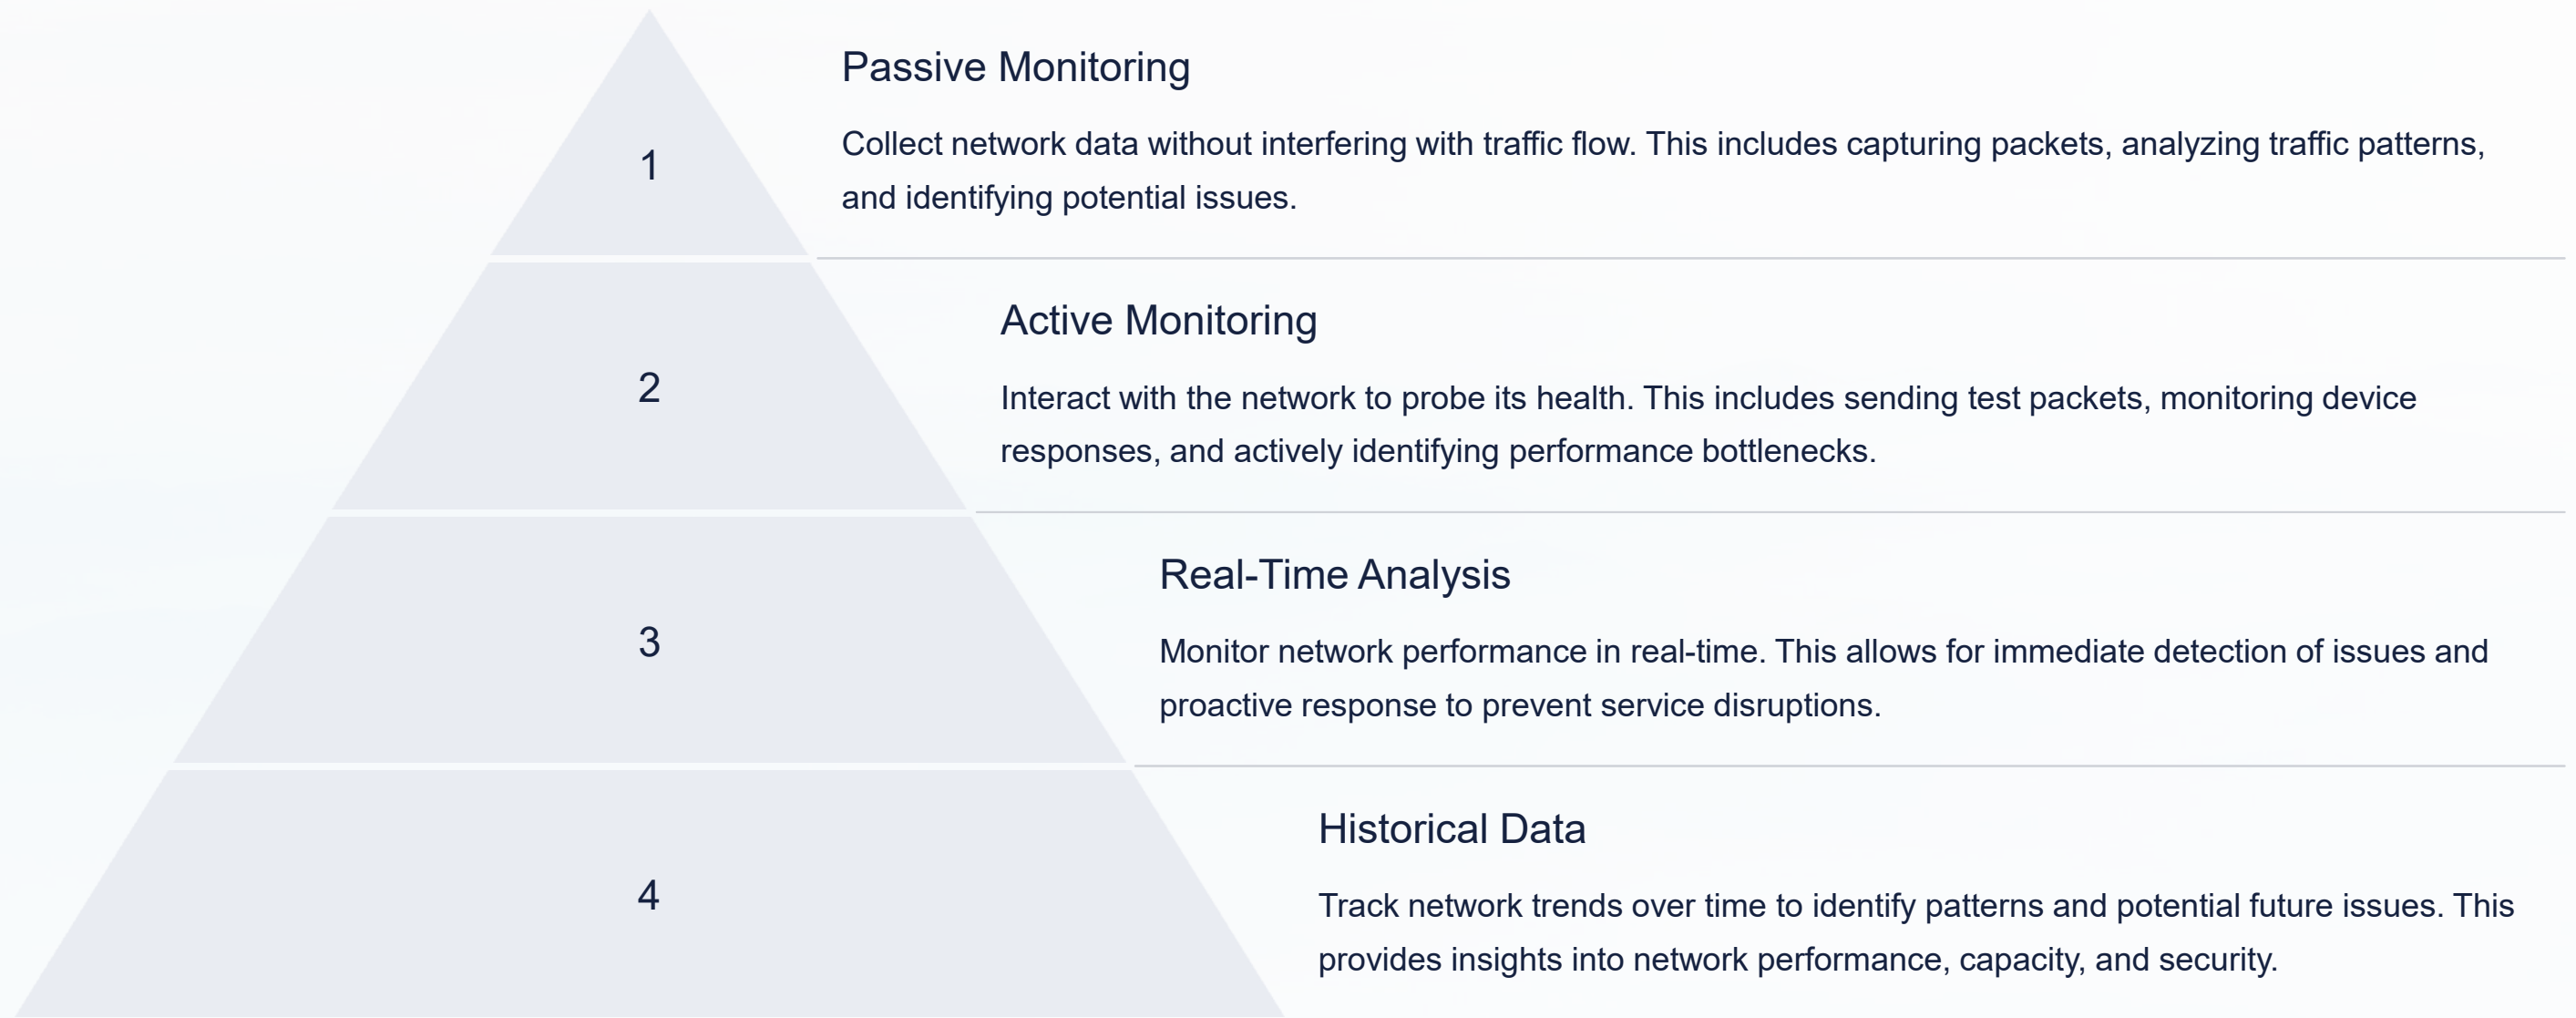 1
Passive Monitoring
Collect network data without interfering with traffic flow. This includes capturing packets, analyzing traffic patterns,
and identifying potential issues.
2
Active Monitoring
Interact with the network to probe its health. This includes sending test packets, monitoring device
responses, and actively identifying performance bottlenecks.
3
Real-Time Analysis
Monitor network performance in real-time. This allows for immediate detection of issues and
proactive response to prevent service disruptions.
4
Historical Data
Track network trends over time to identify patterns and potential future issues. This
provides insights into network performance, capacity, and security.